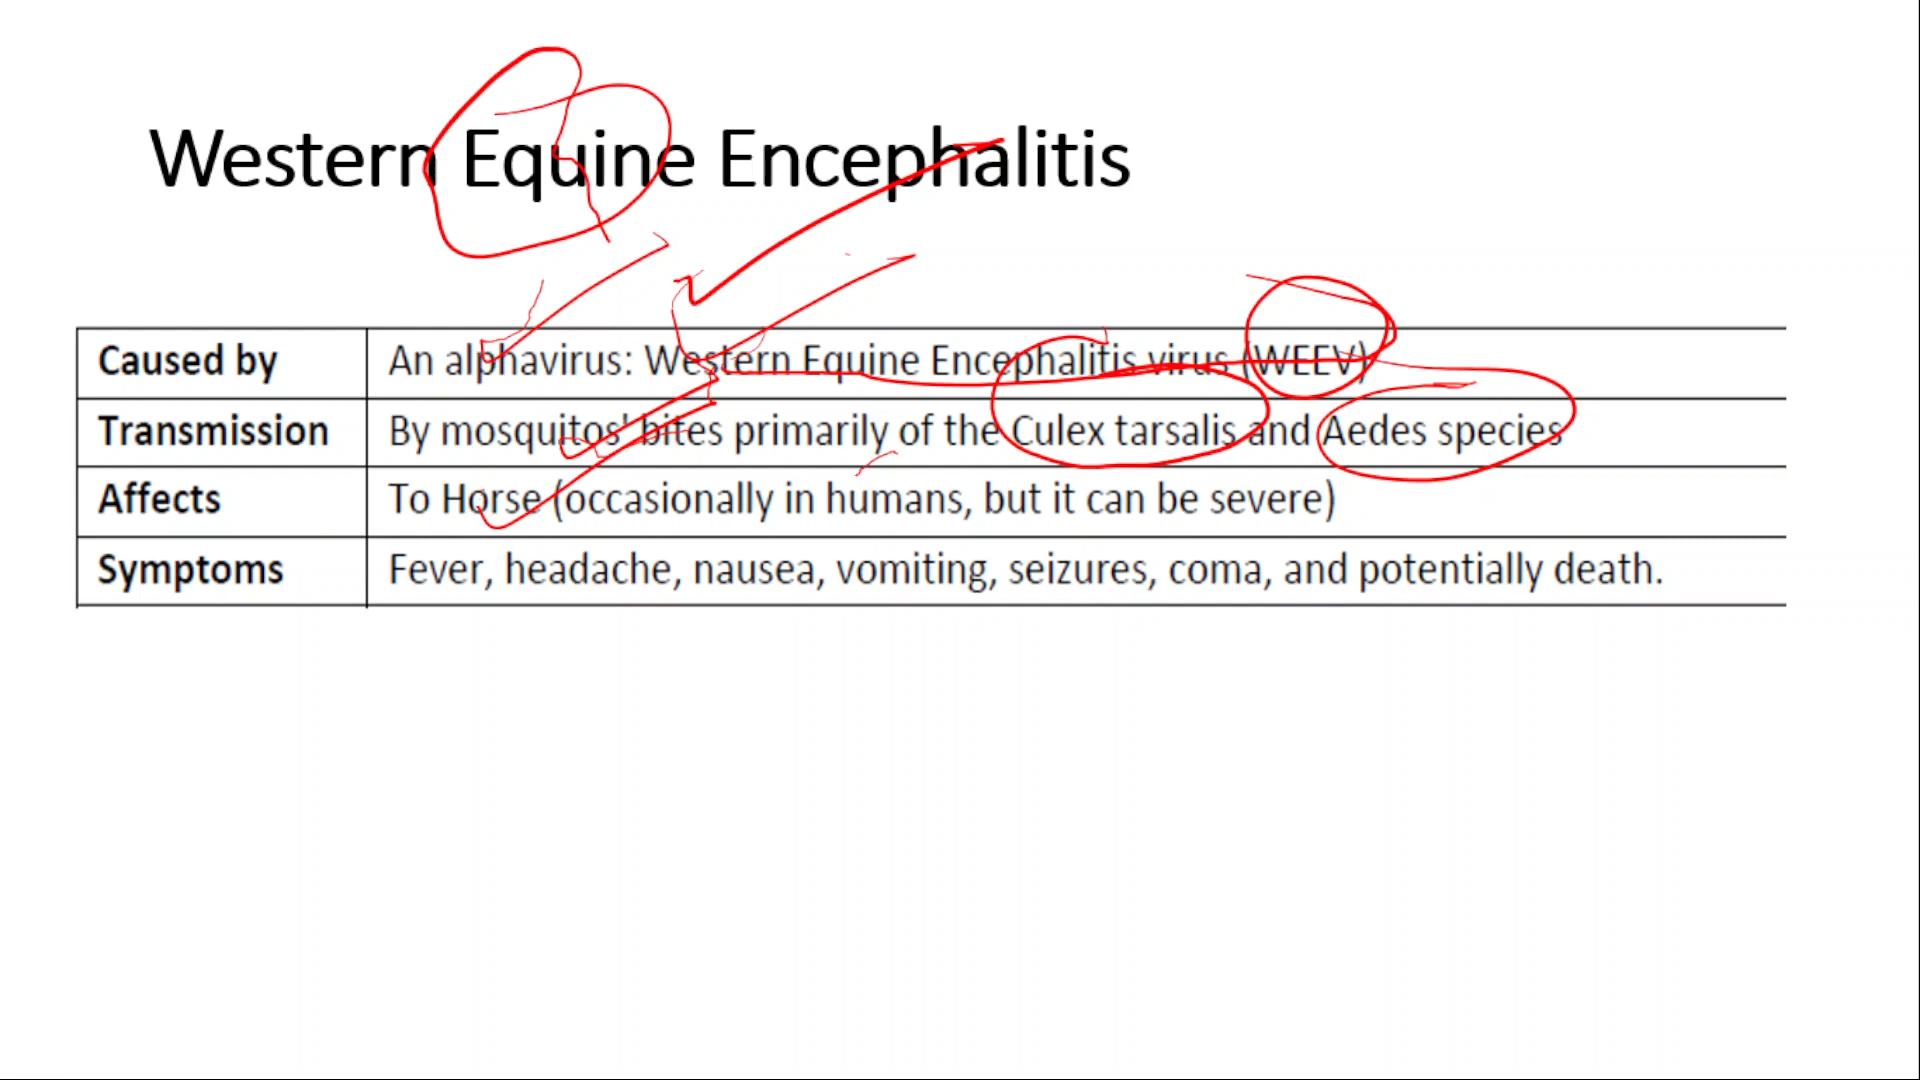 Western Equine Encephalitis
Caused by An alphavirus: Western Equine Encephalitis virus (WEEV)
Transmission By mosquitos' bites primarily of the Culex tarsalis and Aedes species
Affects To Horse (occasionally in humans, but it can be severe)
Symptoms Fever, headache, nausea, vomiting, seizures, coma, and potentially death.